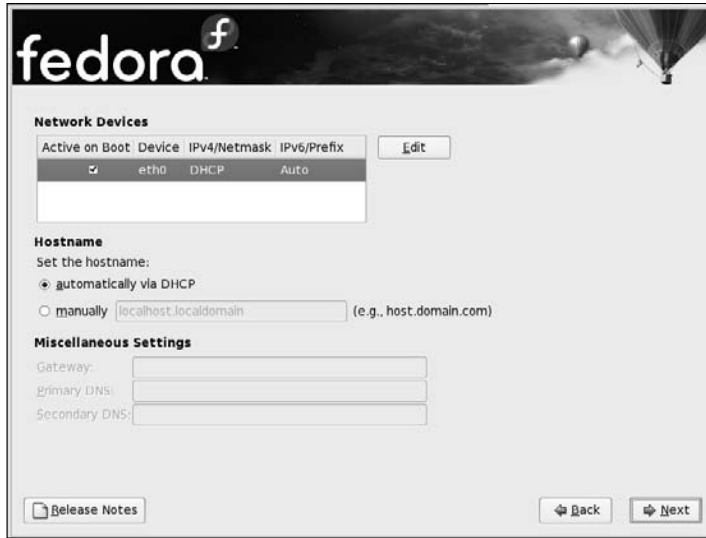 fedora
Network Devices
Active on Boot Device IPv4/Netmask IPv6/Prefix
eth0 DHCP Auto
Edit
Hostname
Set the hostname:
automatically via DHCP
manually localhost.localdomain (e.g., host.domain.com)
Miscellaneous Settings
Gateway:
Primary DNS:
Secondary DNS:
Release Notes
Back
Next